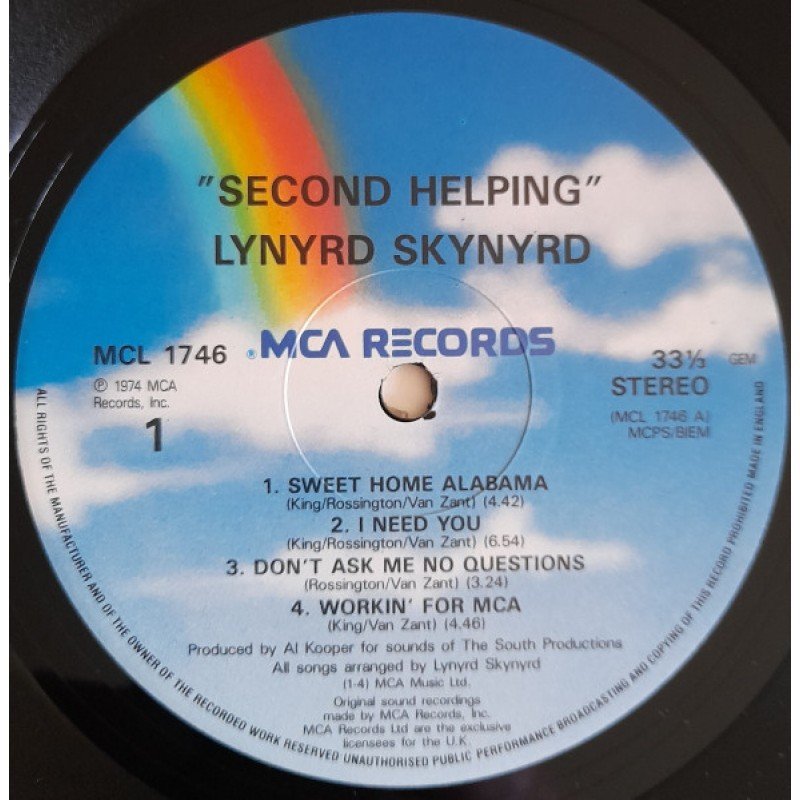 "SECOND HELPING"
LYNYRD SKYNYRD
MCL 1746
℗ 1974 MCA
Records, Inc.
1
® MCA RECORDS
33⅓
STEREO
GEM
(MCL 1746 A)
MCPS/BIEM
1. SWEET HOME ALABAMA
(King/Rossington/Van Zant) (4.42)
2. I NEED YOU
(King/Rossington/Van Zant) (6.54)
3. DON'T ASK ME NO QUESTIONS
(Rossington/Van Zant) (3.24)
4. WORKIN' FOR MCA
(King/Van Zant) (4.46)
Produced by Al Kooper for sounds of The South Productions
All songs arranged by Lynyrd Skynyrd
(1-4) MCA Music Ltd.
Original sound recordings
made by MCA Records, Inc.
MCA Records Ltd are the exclusive
licensees for the U.K.
ALL RIGHTS OF THE MANUFACTURER AND OF THE OWNER OF THE RECORDED WORK RESERVED UNAUTHORISED PUBLIC PERFORMANCE BROADCASTING AND COPYING OF THIS RECORD PROHIBITED MADE IN ENGLAND